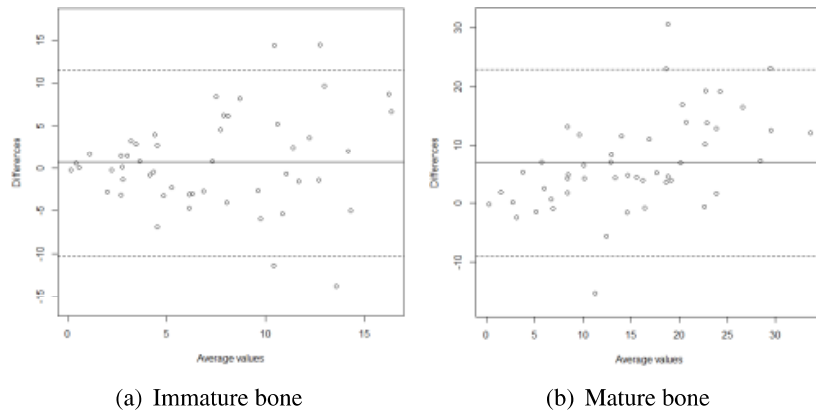 15
10
5
0
-5
-10
-15
Differences
0 5 10 15
Average values
(a) Immature bone
30
20
10
0
-10
Differences
0 5 10 15 20 25 30
Average values
(b) Mature bone